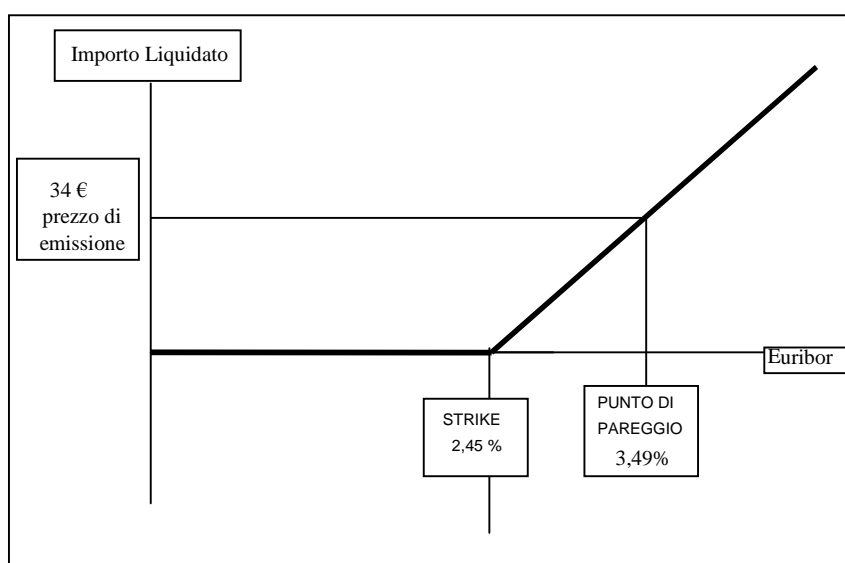 Importo Liquidato
34 €
prezzo di
emissione
Euribor
STRIKE
2,45 %
PUNTO DI
PAREGGIO
3,49%